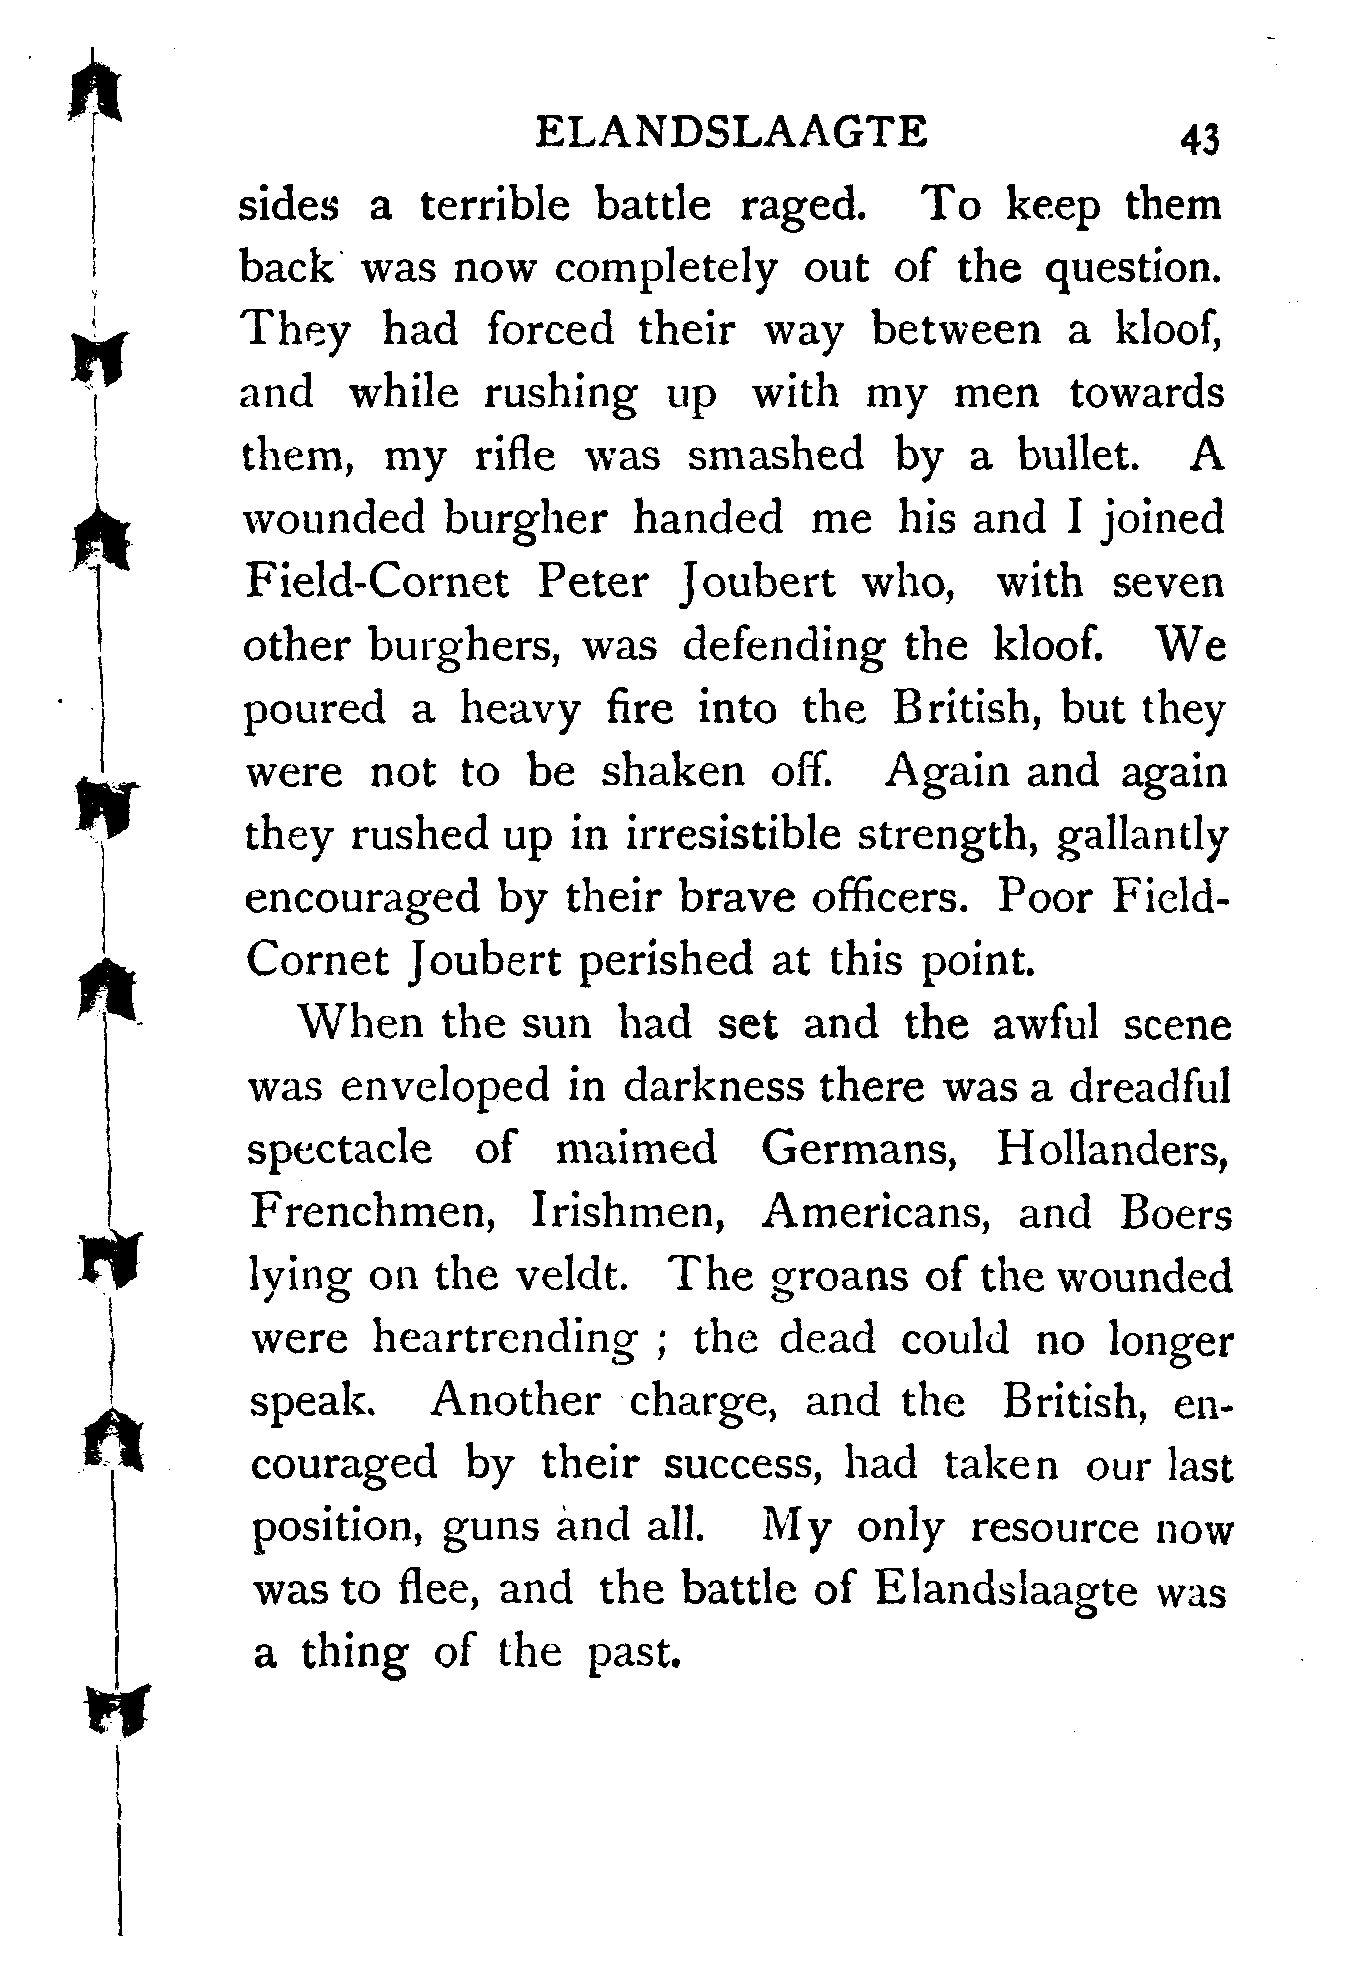 ELANDSLAAGTE 43
sides a terrible battle raged. To keep them
back was now completely out of the question.
They had forced their way between a kloof,
and while rushing up with my men towards
them, my rifle was smashed by a bullet. A
wounded burgher handed me his and I joined
Field-Cornet Peter Joubert who, with seven
other burghers, was defending the kloof. We
poured a heavy fire into the British, but they
were not to be shaken off. Again and again
they rushed up in irresistible strength, gallantly
encouraged by their brave officers. Poor Field-
Cornet Joubert perished at this point.
When the sun had set and the awful scene
was enveloped in darkness there was a dreadful
spectacle of maimed Germans, Hollanders,
Frenchmen, Irishmen, Americans, and Boers
lying on the veldt. The groans of the wounded
were heartrending ; the dead could no longer
speak. Another charge, and the British, en-
couraged by their success, had taken our last
position, guns and all. My only resource now
was to flee, and the battle of Elandslaagte was
a thing of the past.